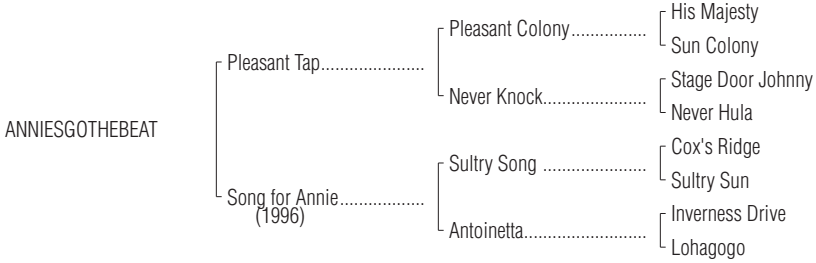 His Majesty
Pleasant Colony................
Sun Colony
Pleasant Tap......................
Stage Door Johnny
Never Knock......................
Never Hula
ANNIESGOTHEBEAT
Cox's Ridge
Sultry Song ......................
Sultry Sun
Song for Annie..................
(1996)
Inverness Drive
Antoinetta..........................
Lohagogo